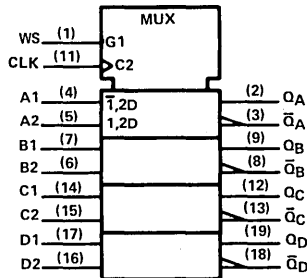 MUX
WS (1) G1
CLK (11) C2
A1 (4) 1̅,2D (2) QA
A2 (5) 1,2D (3) Q̅A
B1 (7) (9) QB
B2 (6) (8) Q̅B
C1 (14) (12) QC
C2 (15) (13) Q̅C
D1 (17) (19) QD
D2 (16) (18) Q̅D